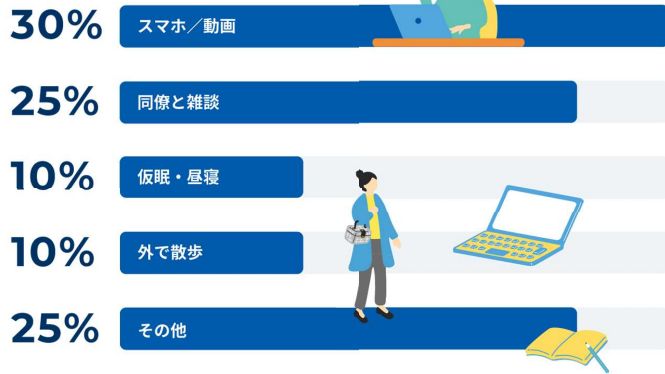 30% スマホ／動画
25% 同僚と雑談
10% 仮眠・昼寝
10% 外で散歩
25% その他